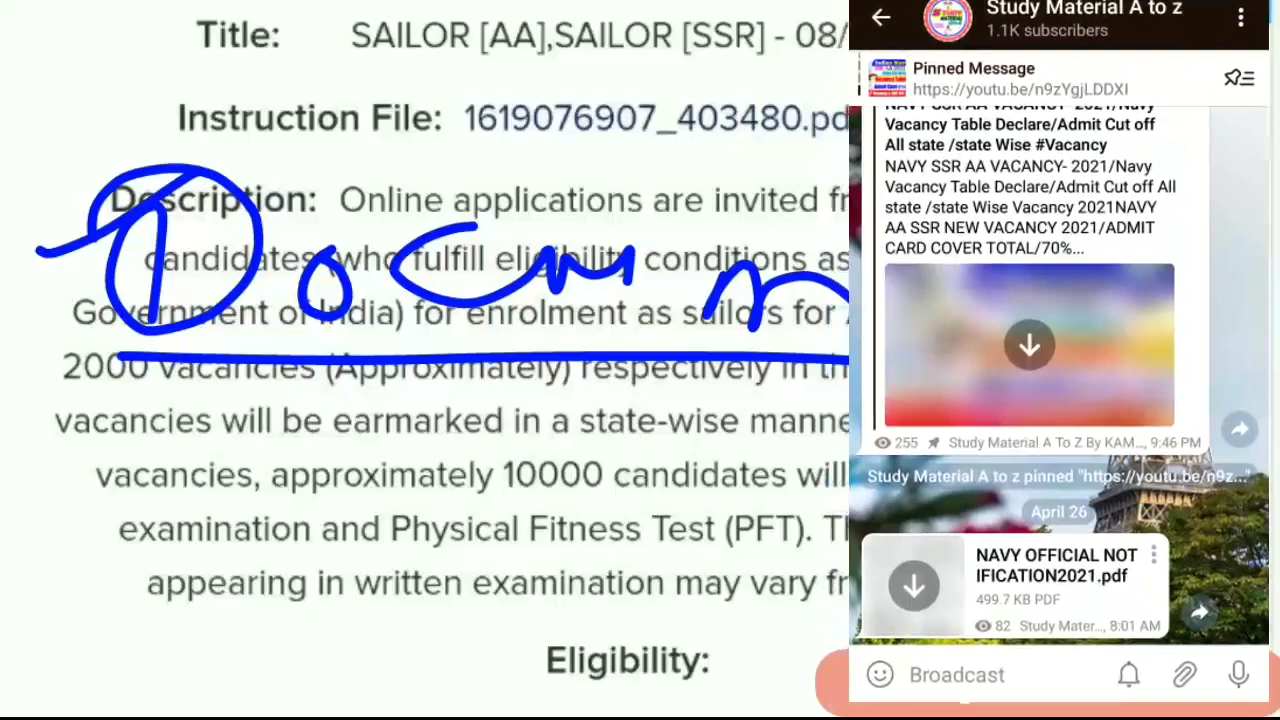 Title: SAILOR [AA],SAILOR [SSR] - 08/
Instruction File: 1619076907_403480.pd
Description: Online applications are invited fr
candidates (who fulfill eligibility conditions as
Government of India) for enrolment as sailors for
2000 vacancies (Approximately) respectively in th
vacancies will be earmarked in a state-wise manne
vacancies, approximately 10000 candidates will
examination and Physical Fitness Test (PFT). Th
appearing in written examination may vary fr
Eligibility:
Study Material A to z
1.1K subscribers
Pinned Message
https://youtu.be/n9zYgjLDDXI
NAVY SSR AA VACANCY- 2021/Navy
Vacancy Table Declare/Admit Cut off
All state /state Wise #Vacancy
NAVY SSR AA VACANCY- 2021/Navy
Vacancy Table Declare/Admit Cut off All
state /state Wise Vacancy 2021NAVY
AA SSR NEW VACANCY 2021/ADMIT
CARD COVER TOTAL/70%...
255 Study Material A To Z By KAM..., 9:46 PM
Study Material A to z pinned "https://youtu.be/n9z..."
April 26
NAVY OFFICIAL NOT
IFICATION2021.pdf
499.7 KB PDF
82 Study Mater..., 8:01 AM
Broadcast